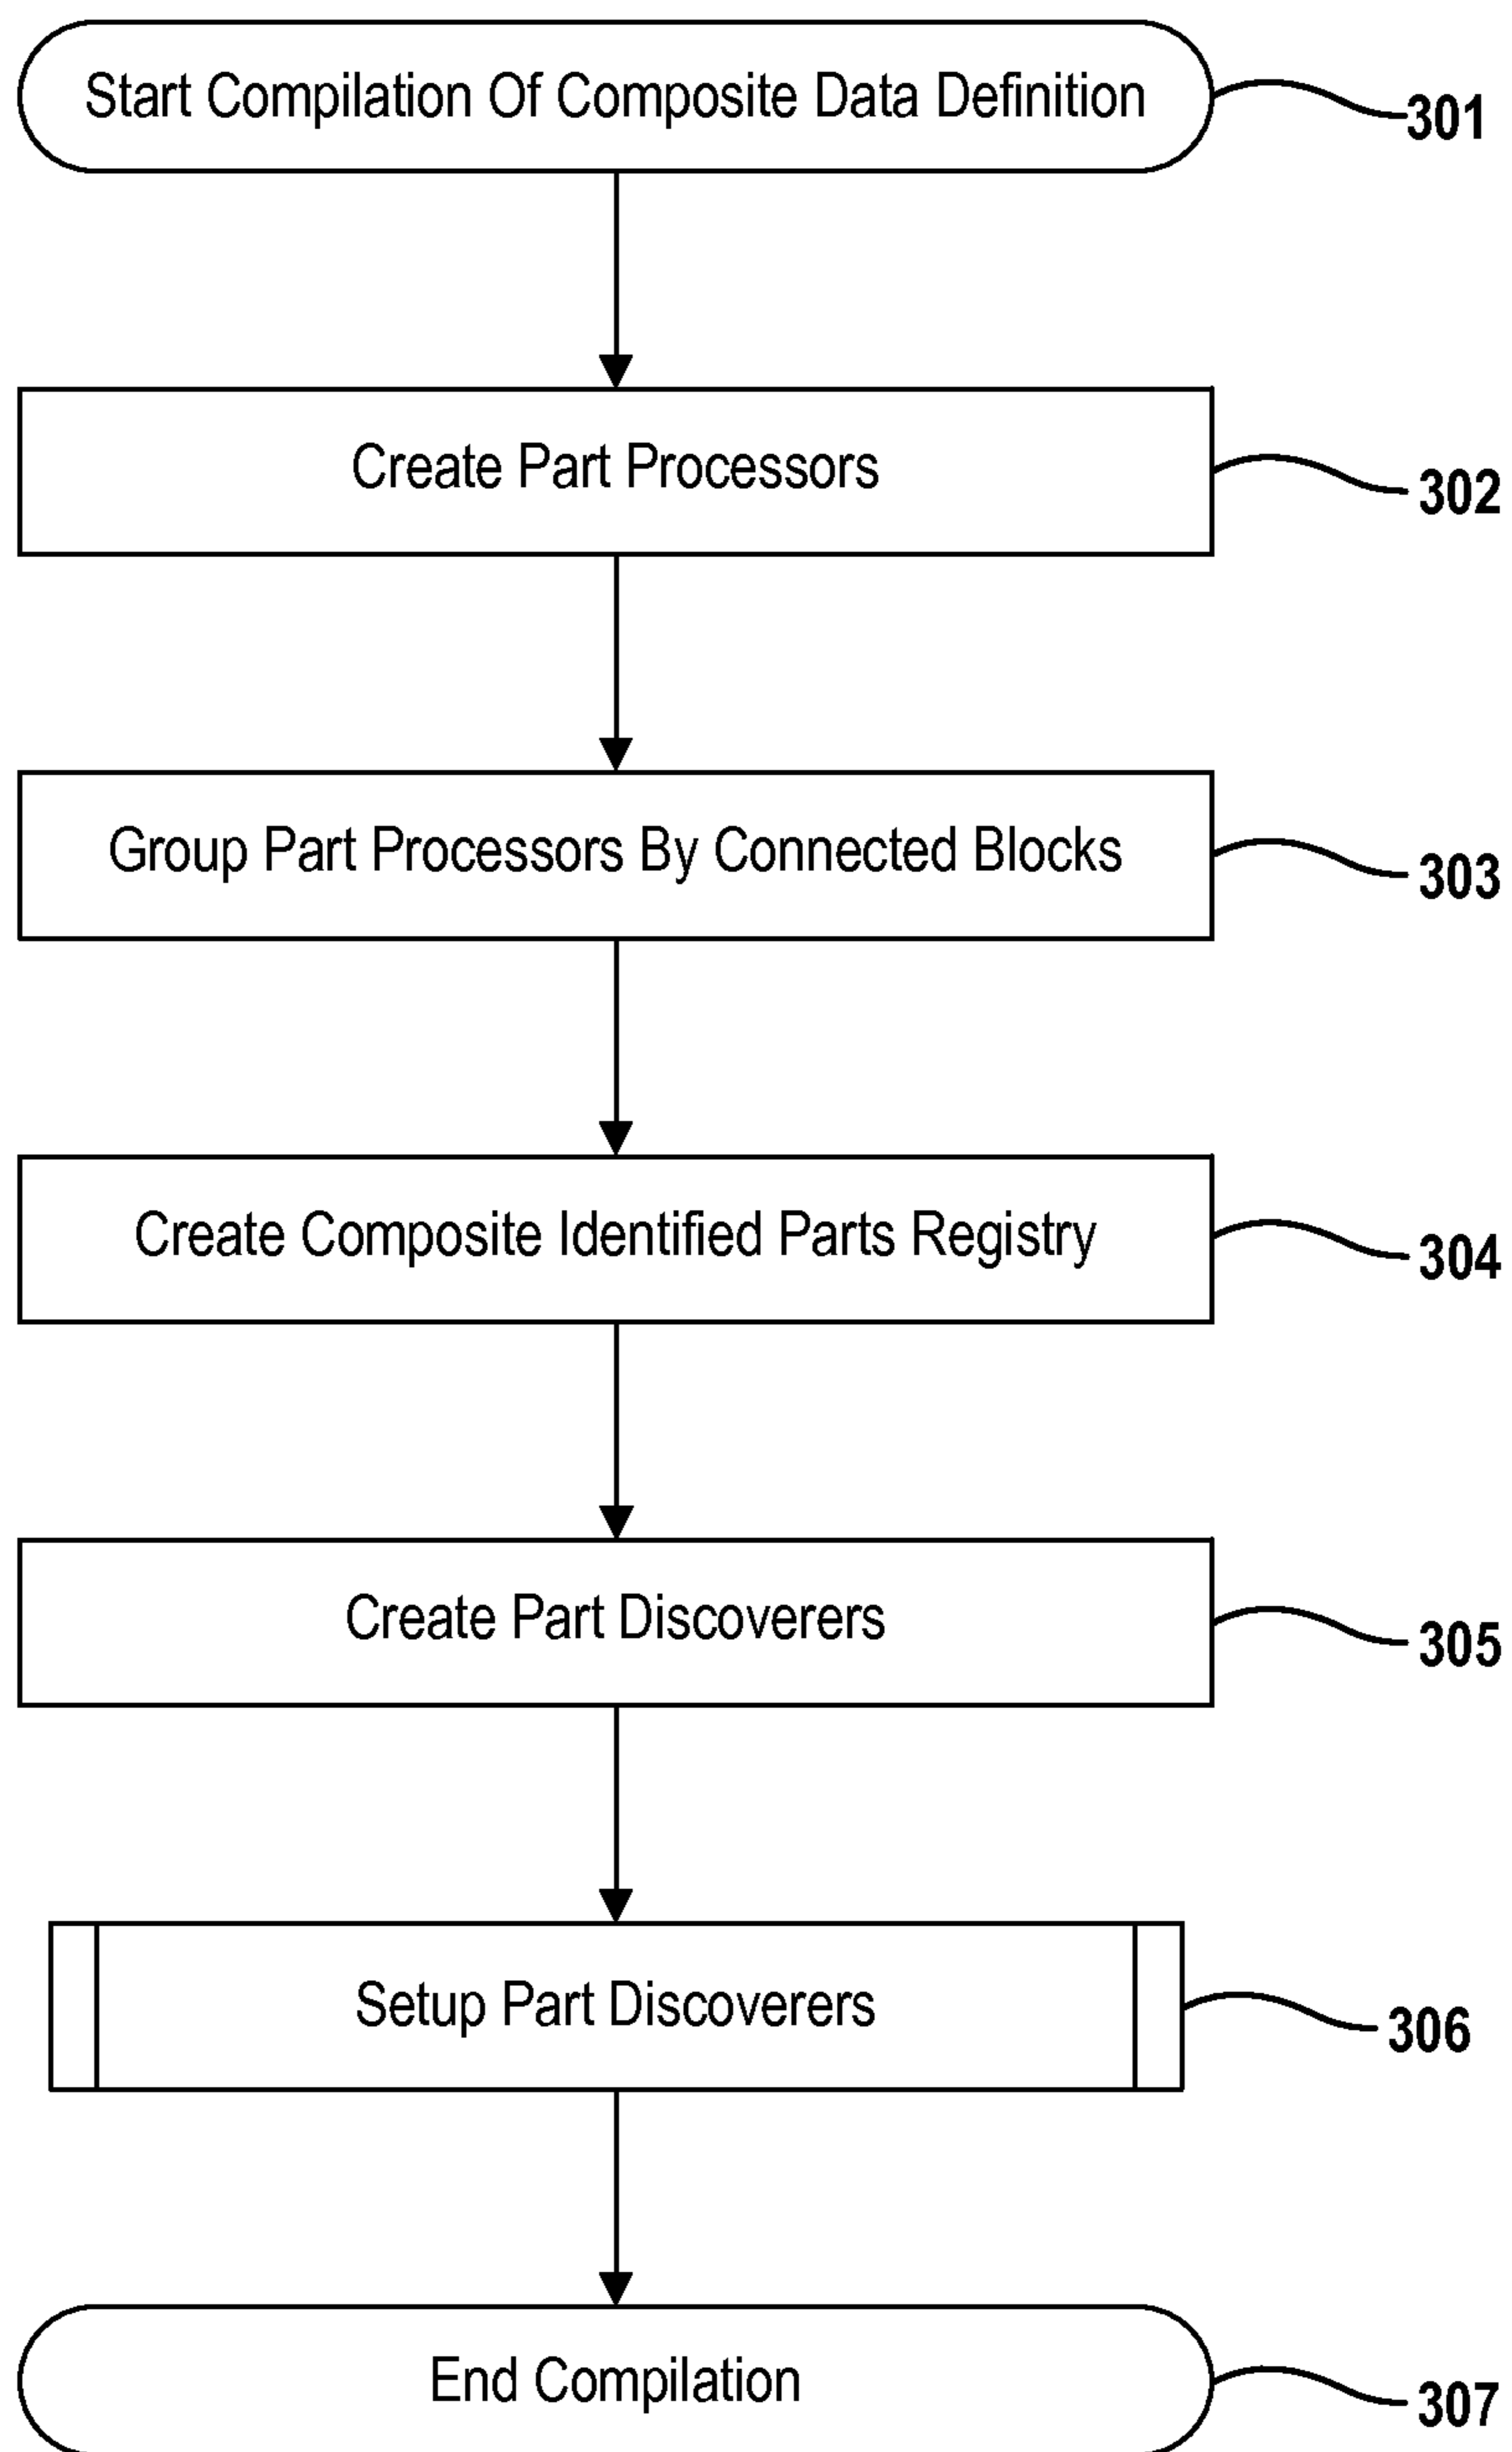 Start Compilation Of Composite Data Definition
301
Create Part Processors
302
Group Part Processors By Connected Blocks
303
Create Composite Identified Parts Registry
304
Create Part Discoverers
305
Setup Part Discoverers
306
End Compilation
307